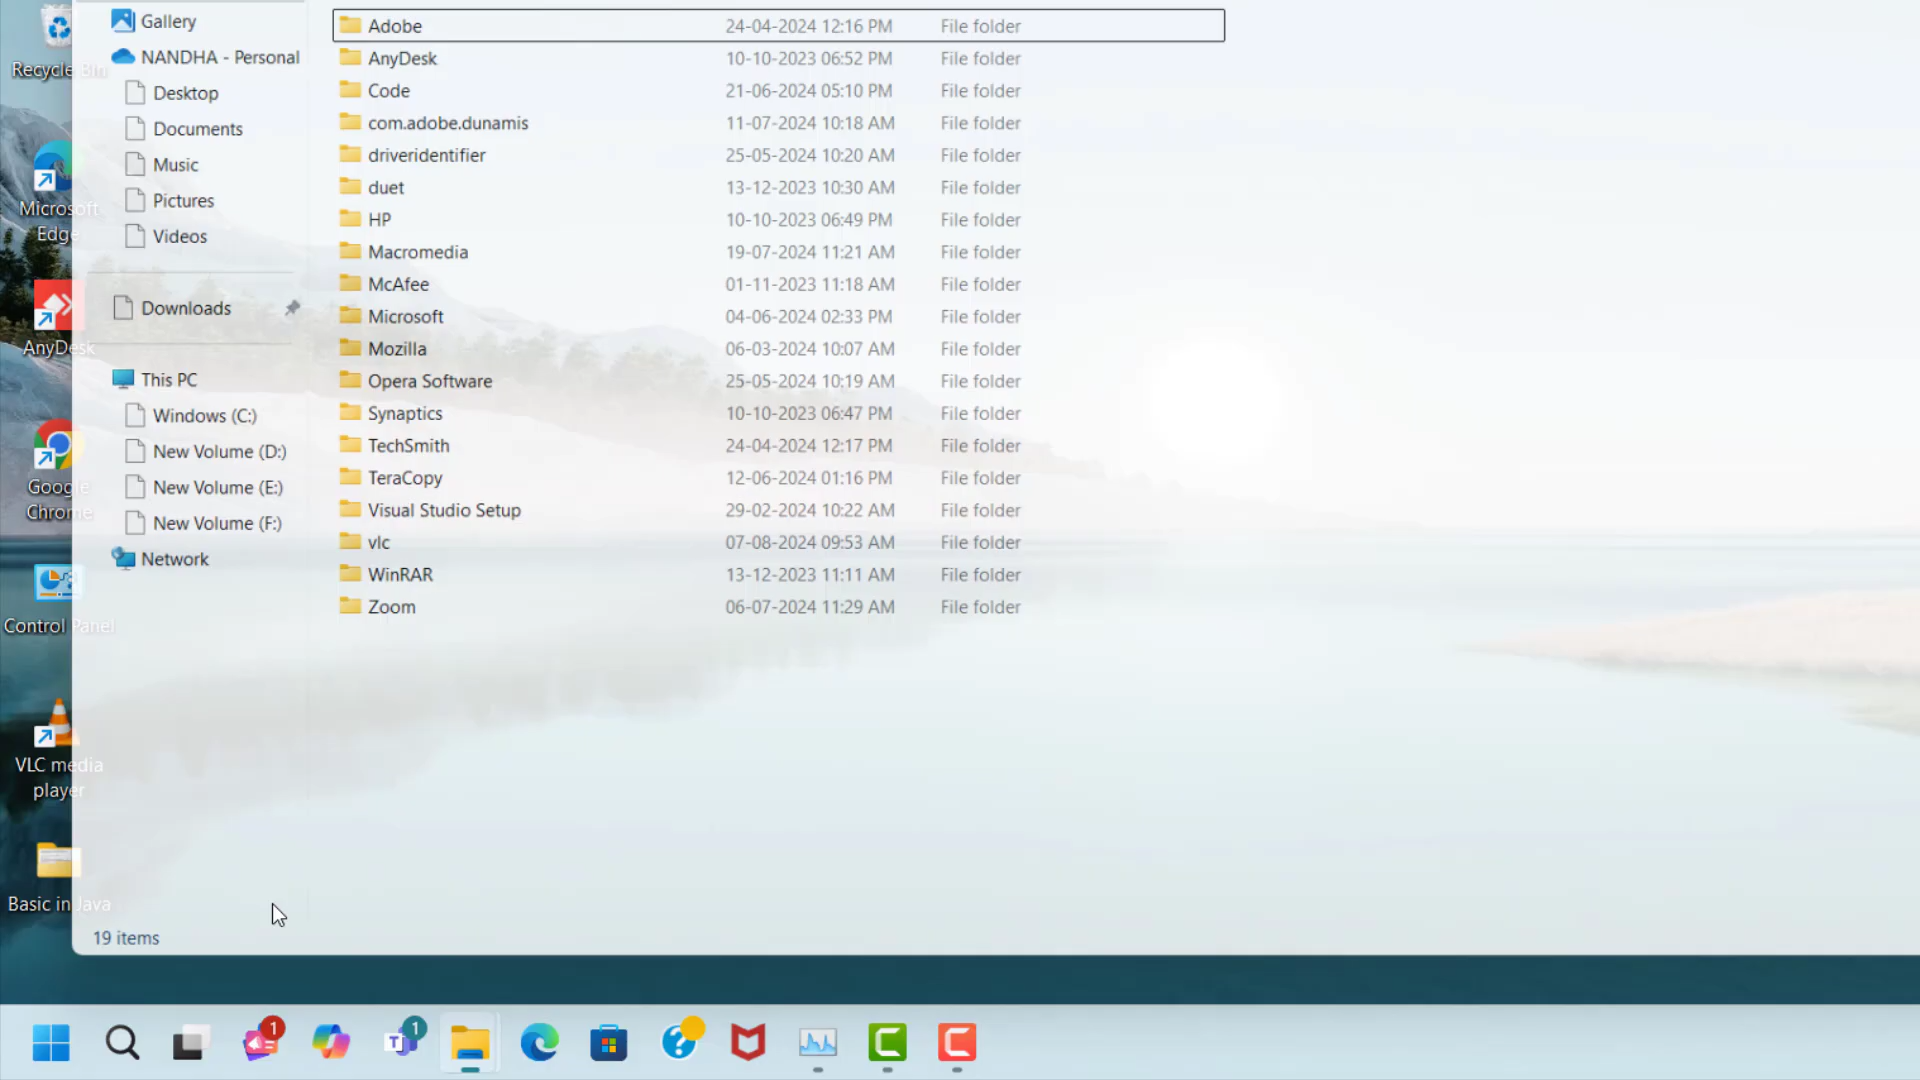 Recycle Bin
Microsoft
Edge
AnyDesk
Google
Chrome
Control Panel
VLC media
player
Basic in Java
Gallery
NANDHA - Personal
Desktop
Documents
Music
Pictures
Videos
Downloads
This PC
Windows (C:)
New Volume (D:)
New Volume (E:)
New Volume (F:)
Network
Adobe 24-04-2024 12:16 PM File folder
AnyDesk 10-10-2023 06:52 PM File folder
Code 21-06-2024 05:10 PM File folder
com.adobe.dunamis 11-07-2024 10:18 AM File folder
driveridentifier 25-05-2024 10:20 AM File folder
duet 13-12-2023 10:30 AM File folder
HP 10-10-2023 06:49 PM File folder
Macromedia 19-07-2024 11:21 AM File folder
McAfee 01-11-2023 11:18 AM File folder
Microsoft 04-06-2024 02:33 PM File folder
Mozilla 06-03-2024 10:07 AM File folder
Opera Software 25-05-2024 10:19 AM File folder
Synaptics 10-10-2023 06:47 PM File folder
TechSmith 24-04-2024 12:17 PM File folder
TeraCopy 12-06-2024 01:16 PM File folder
Visual Studio Setup 29-02-2024 10:22 AM File folder
vlc 07-08-2024 09:53 AM File folder
WinRAR 13-12-2023 11:11 AM File folder
Zoom 06-07-2024 11:29 AM File folder
19 items
1
T
1
?